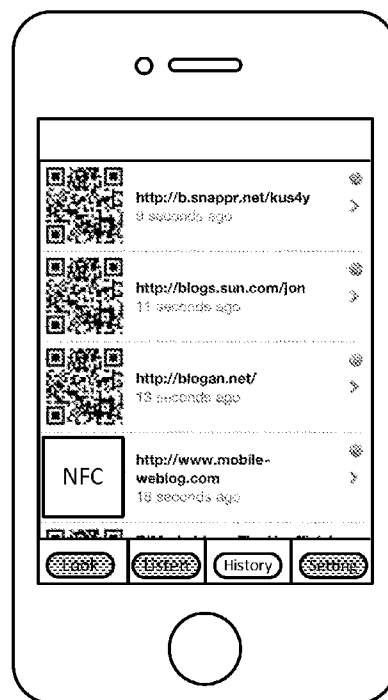 http://b.snappr.net/kus4y
9 seconds ago
http://blogs.sun.com/jon
11 seconds ago
http://blogan.net/
13 seconds ago
NFC
http://www.mobile-
weblog.com
18 seconds ago
Look
Listen
History
Setting